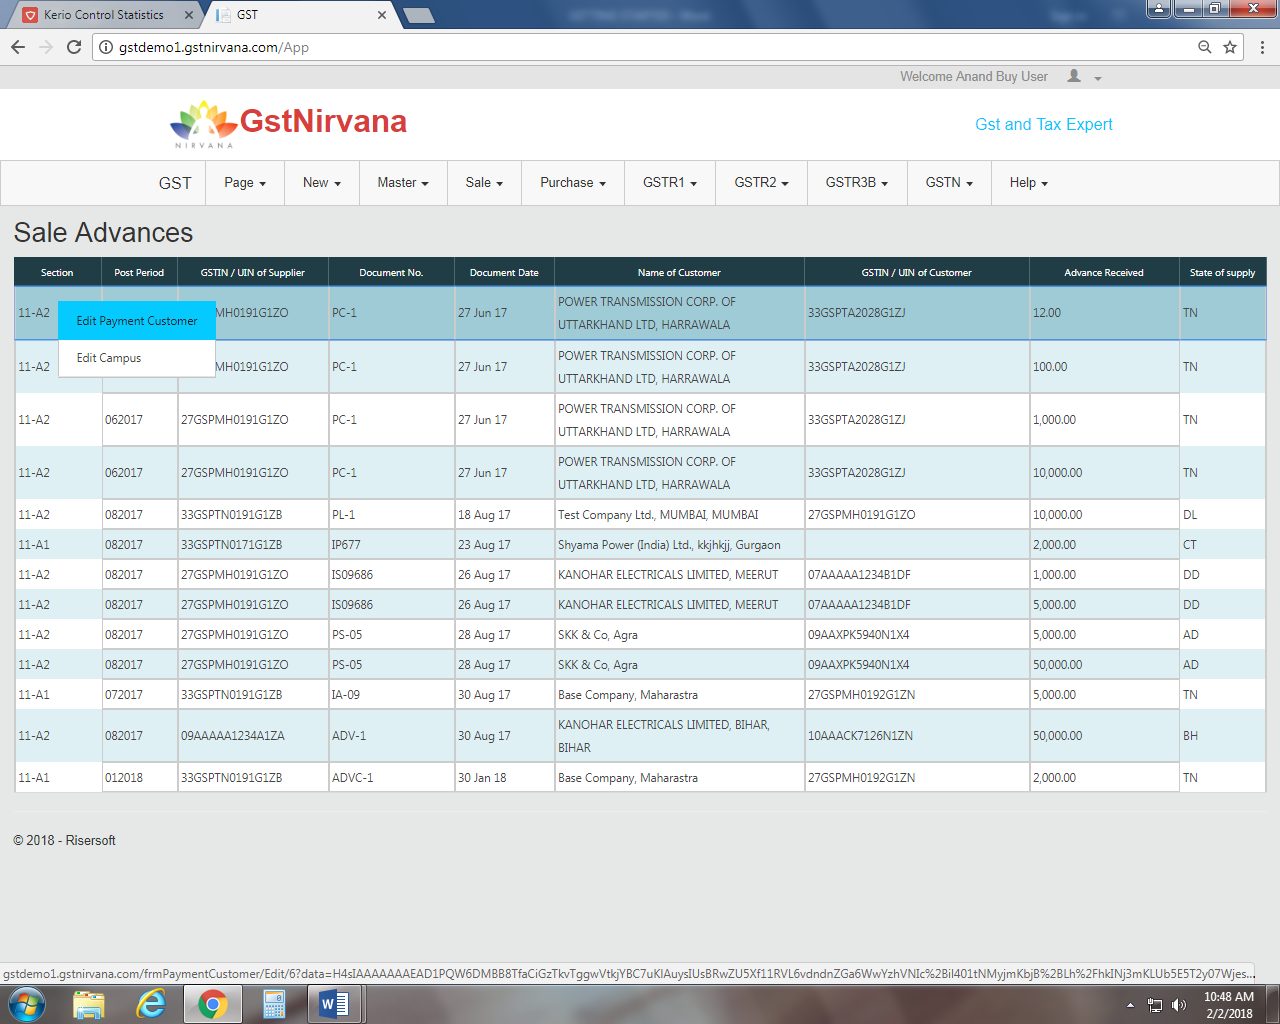 Kerio Control Statistics
GST
gstdemo1.gstnirvana.com/App
Welcome Anand Buy User
NIRVANA
GstNirvana
Gst and Tax Expert
GST Page New Master Sale Purchase GSTR1 GSTR2 GSTR3B GSTN Help
Sale Advances
Section Post Period GSTIN / UIN of Supplier Document No. Document Date Name of Customer GSTIN / UIN of Customer Advance Received State of supply
11-A2 MH0191G1ZO PC-1 27 Jun 17 POWER TRANSMISSION CORP. OF UTTARKHAND LTD, HARRAWALA 33GSPTA2028G1ZJ 12.00 TN
Edit Payment Customer
Edit Campus
11-A2 MH0191G1ZO PC-1 27 Jun 17 POWER TRANSMISSION CORP. OF UTTARKHAND LTD, HARRAWALA 33GSPTA2028G1ZJ 100.00 TN
11-A2 062017 27GSPMH0191G1ZO PC-1 27 Jun 17 POWER TRANSMISSION CORP. OF UTTARKHAND LTD, HARRAWALA 33GSPTA2028G1ZJ 1,000.00 TN
11-A2 062017 27GSPMH0191G1ZO PC-1 27 Jun 17 POWER TRANSMISSION CORP. OF UTTARKHAND LTD, HARRAWALA 33GSPTA2028G1ZJ 10,000.00 TN
11-A2 082017 33GSPTN0191G1ZB PL-1 18 Aug 17 Test Company Ltd., MUMBAI, MUMBAI 27GSPMH0191G1ZO 10,000.00 DL
11-A1 082017 33GSPTN0171G1ZB IP677 23 Aug 17 Shyama Power (India) Ltd., kkjhkjj, Gurgaon 2,000.00 CT
11-A2 082017 27GSPMH0191G1ZO IS09686 26 Aug 17 KANOHAR ELECTRICALS LIMITED, MEERUT 07AAAAA1234B1DF 1,000.00 DD
11-A2 082017 27GSPMH0191G1ZO IS09686 26 Aug 17 KANOHAR ELECTRICALS LIMITED, MEERUT 07AAAAA1234B1DF 5,000.00 DD
11-A2 082017 27GSPMH0191G1ZO PS-05 28 Aug 17 SKK & Co, Agra 09AAXPK5940N1X4 5,000.00 AD
11-A2 082017 27GSPMH0191G1ZO PS-05 28 Aug 17 SKK & Co, Agra 09AAXPK5940N1X4 50,000.00 AD
11-A1 072017 33GSPTN0191G1ZB IA-09 30 Aug 17 Base Company, Maharastra 27GSPMH0192G1ZN 5,000.00 TN
11-A2 082017 09AAAAA1234A1ZA ADV-1 30 Aug 17 KANOHAR ELECTRICALS LIMITED, BIHAR, BIHAR 10AAACK7126N1ZN 50,000.00 BH
11-A1 012018 33GSPTN0191G1ZB ADVC-1 30 Jan 18 Base Company, Maharastra 27GSPMH0192G1ZN 2,000.00 TN
© 2018 - Risersoft
gstdemo1.gstnirvana.com/frmPaymentCustomer/Edit/6?data=
10:48 AM
2/2/2018